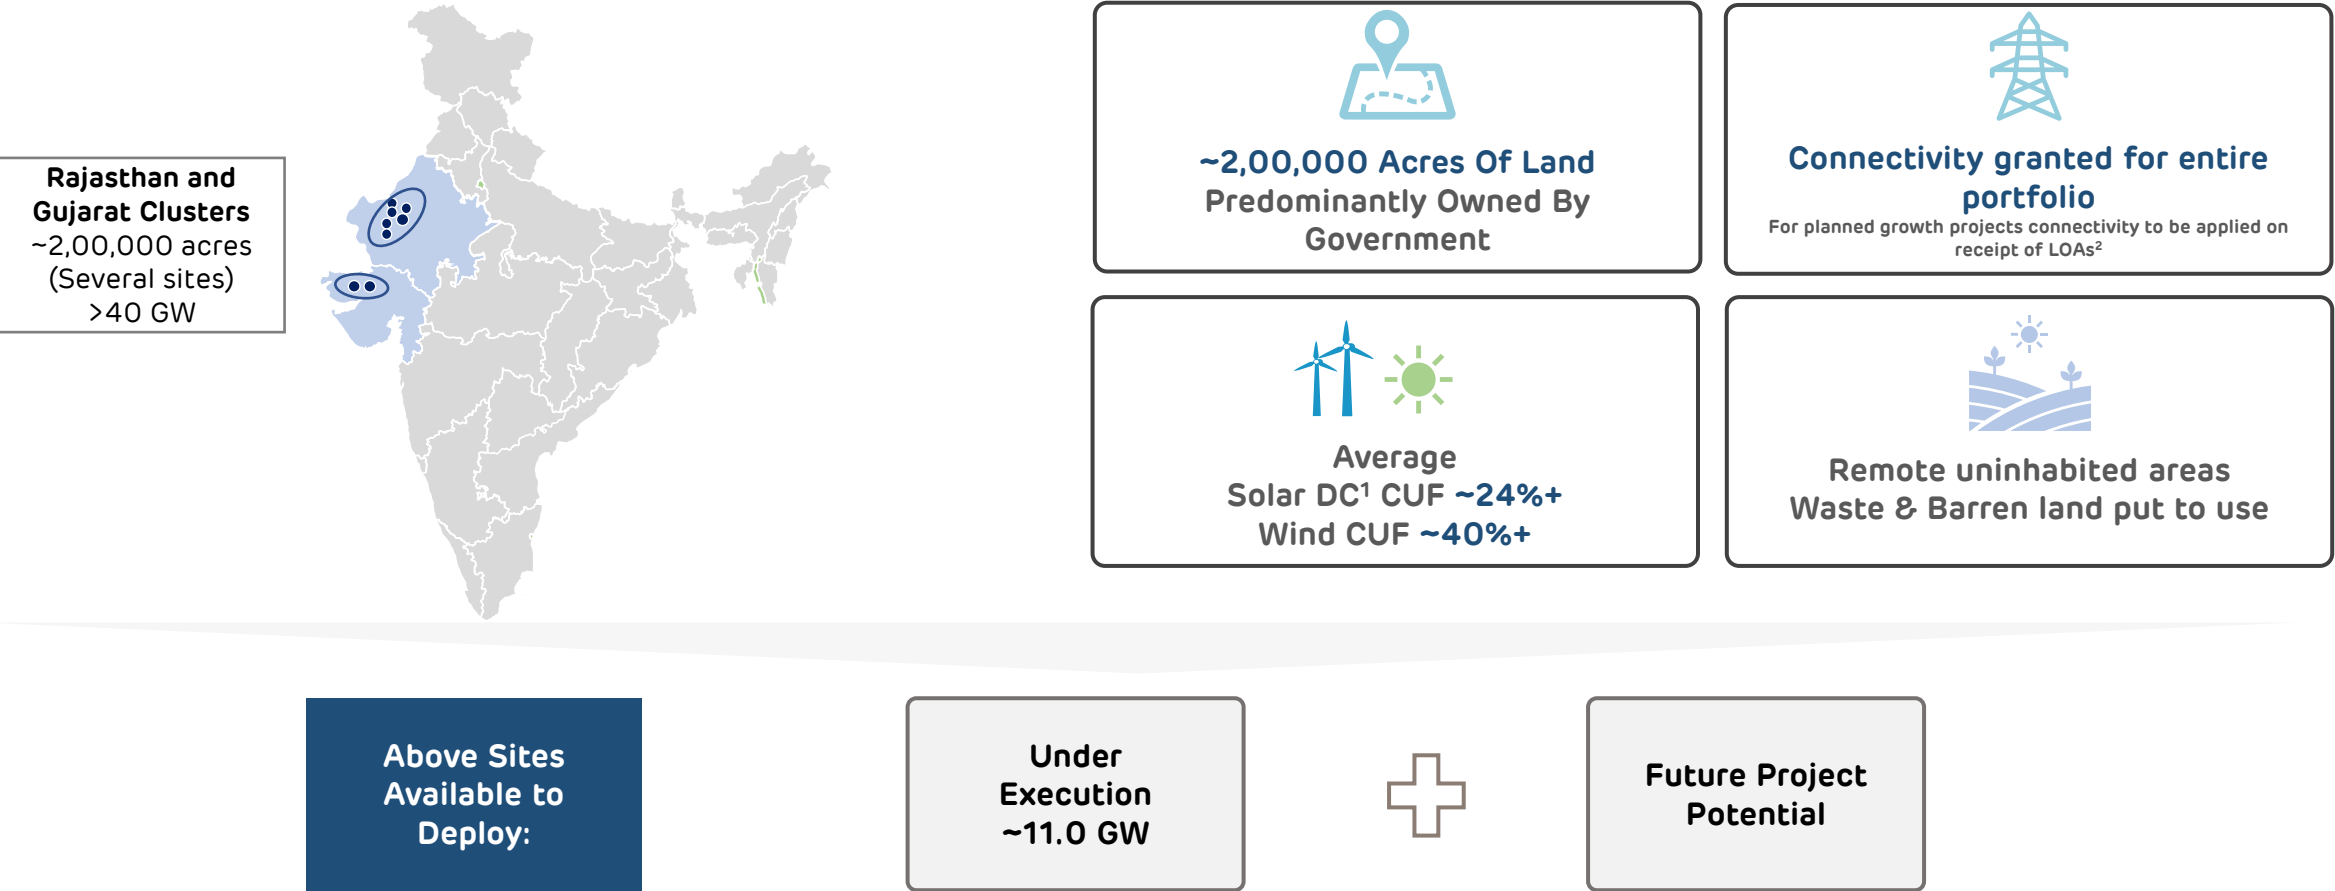 Rajasthan and
Gujarat Clusters
~2,00,000 acres
(Several sites)
>40 GW
~2,00,000 Acres Of Land
Predominantly Owned By
Government
Connectivity granted for entire
portfolio
For planned growth projects connectivity to be applied on
receipt of LOAs²
Average
Solar DC¹ CUF ~24%+
Wind CUF ~40%+
Remote uninhabited areas
Waste & Barren land put to use
Above Sites
Available to
Deploy:
Under
Execution
~11.0 GW
Future Project
Potential